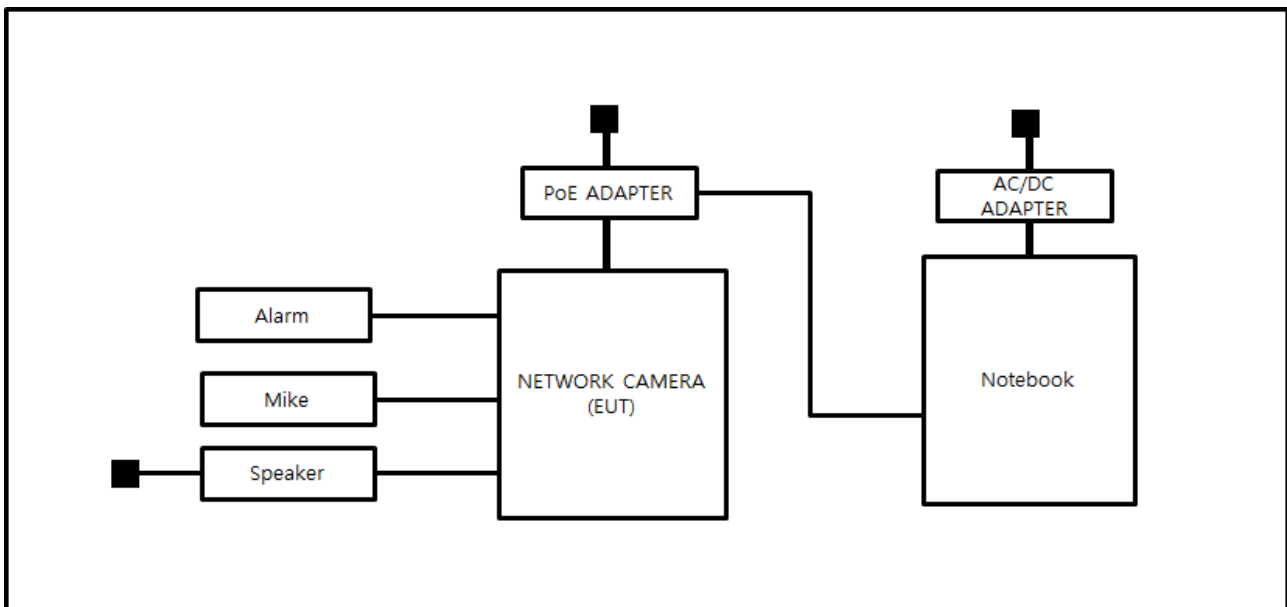 PoE ADAPTER
AC/DC
ADAPTER
Alarm
Mike
Speaker
NETWORK CAMERA
(EUT)
Notebook